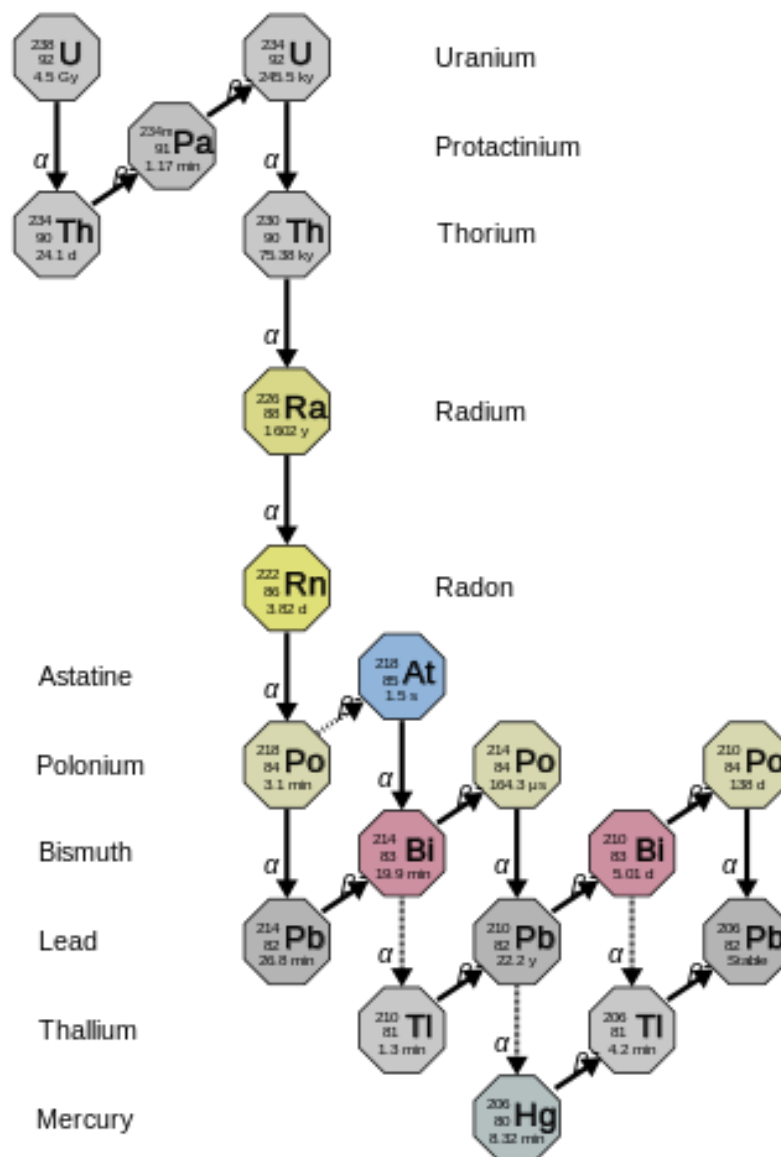 238
92 U
4.5 Gy
234
92 U
245.5 ky
Uranium
β-
234m
91 Pa
1.17 min
Protactinium
α
β-
α
234
90 Th
24.1 d
230
90 Th
75.38 ky
Thorium
α
226
88 Ra
1602 y
Radium
α
222
86 Rn
3.82 d
Radon
Astatine
218
85 At
1.5 s
α
β-
Polonium
218
84 Po
3.1 min
214
84 Po
164.3 µs
210
84 Po
138 d
α
β-
β-
Bismuth
214
83 Bi
19.9 min
210
83 Bi
5.01 d
α
β-
α
β-
α
Lead
214
82 Pb
26.8 min
210
82 Pb
22.2 y
206
82 Pb
Stable
α
β-
α
β-
Thallium
210
81 Tl
1.3 min
206
81 Tl
4.2 min
α
β-
Mercury
206
80 Hg
8.32 min